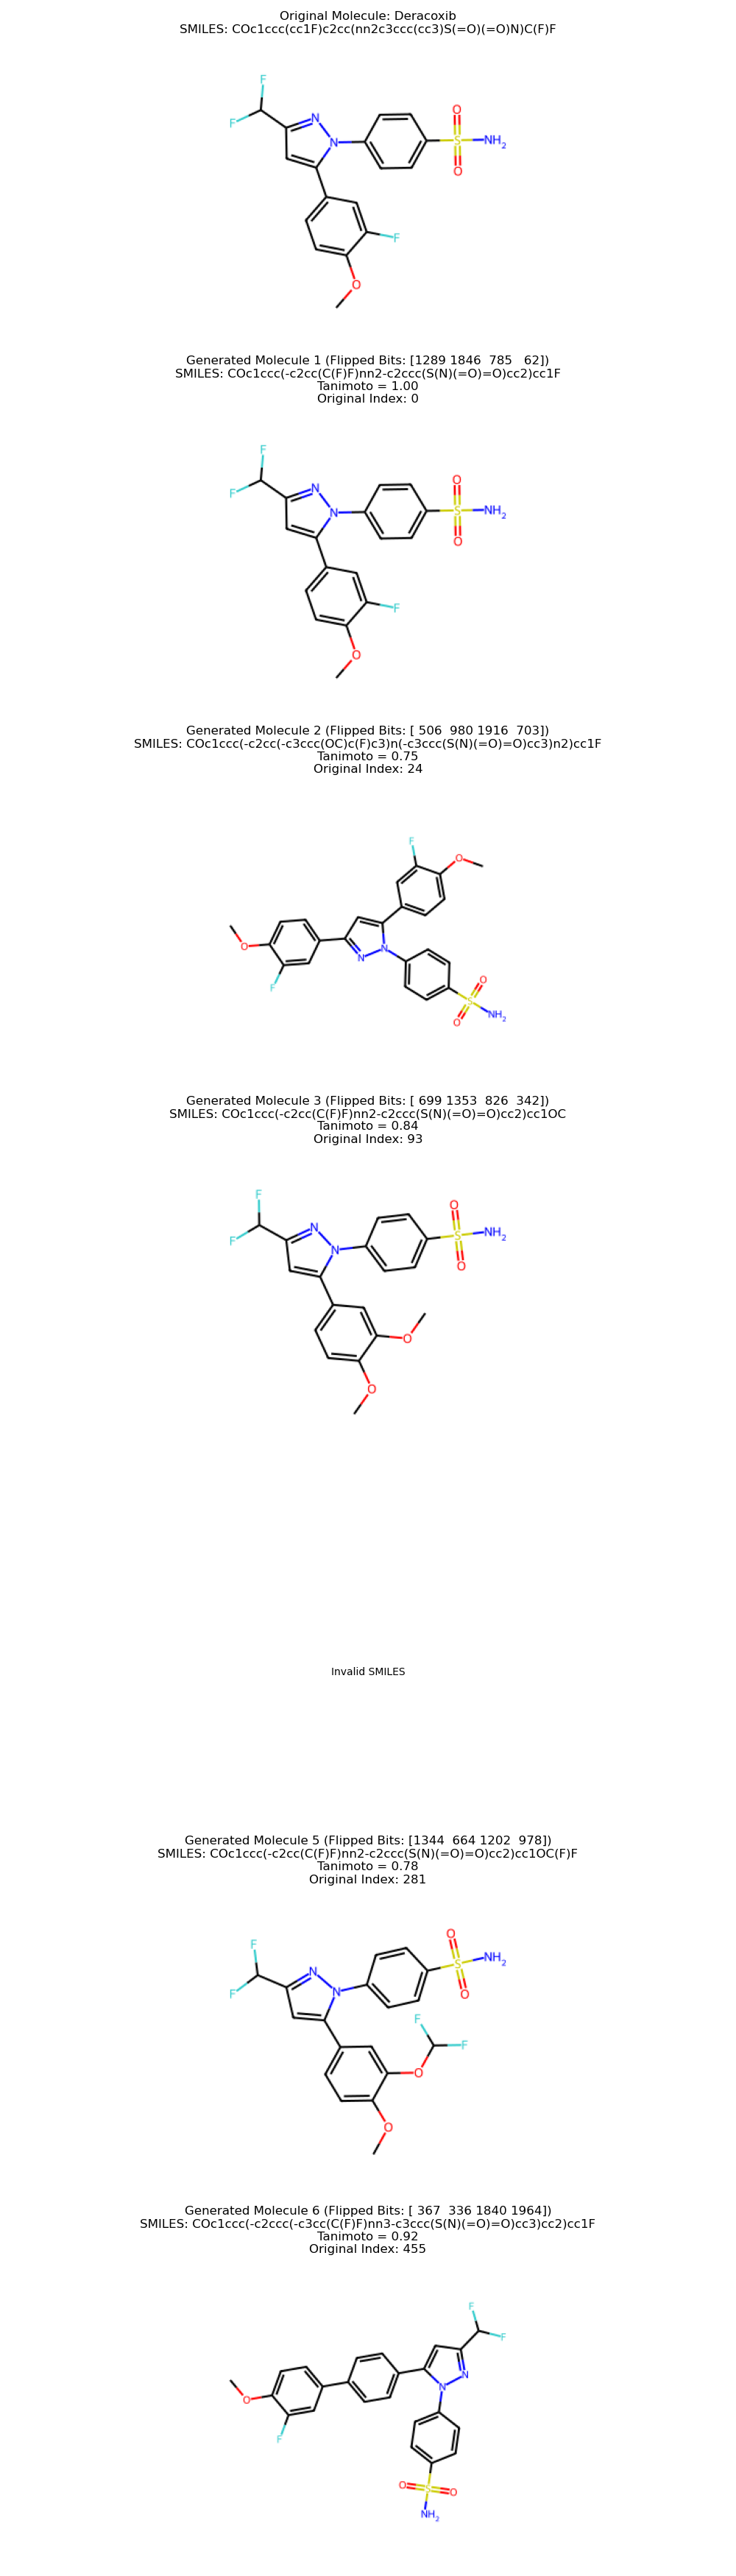 Original Molecule: Deracoxib
SMILES: COc1ccc(cc1F)c2cc(nn2c3ccc(cc3)S(=O)(=O)N)C(F)F
F
F
N
N
O
S
NH2
O
F
O
Generated Molecule 1 (Flipped Bits: [1289 1846  785   62])
SMILES: COc1ccc(-c2cc(C(F)F)nn2-c2ccc(S(N)(=O)=O)cc2)cc1F
Tanimoto = 1.00
Original Index: 0
F
F
N
N
O
S
NH2
O
F
O
Generated Molecule 2 (Flipped Bits: [ 506  980 1916  703])
SMILES: COc1ccc(-c2cc(-c3ccc(OC)c(F)c3)n(-c3ccc(S(N)(=O)=O)cc3)n2)cc1F
Tanimoto = 0.75
Original Index: 24
F
O
O
F
N
N
O
S
O
NH2
Generated Molecule 3 (Flipped Bits: [ 699 1353  826  342])
SMILES: COc1ccc(-c2cc(C(F)F)nn2-c2ccc(S(N)(=O)=O)cc2)cc1OC
Tanimoto = 0.84
Original Index: 93
F
F
N
N
O
S
NH2
O
O
O
Invalid SMILES
Generated Molecule 5 (Flipped Bits: [1344  664 1202  978])
SMILES: COc1ccc(-c2cc(C(F)F)nn2-c2ccc(S(N)(=O)=O)cc2)cc1OC(F)F
Tanimoto = 0.78
Original Index: 281
F
F
N
N
O
S
NH2
O
F
F
O
O
Generated Molecule 6 (Flipped Bits: [ 367  336 1840 1964])
SMILES: COc1ccc(-c2ccc(-c3cc(C(F)F)nn3-c3ccc(S(N)(=O)=O)cc3)cc2)cc1F
Tanimoto = 0.92
Original Index: 455
F
F
N
N
O
F
O
S
O
NH2